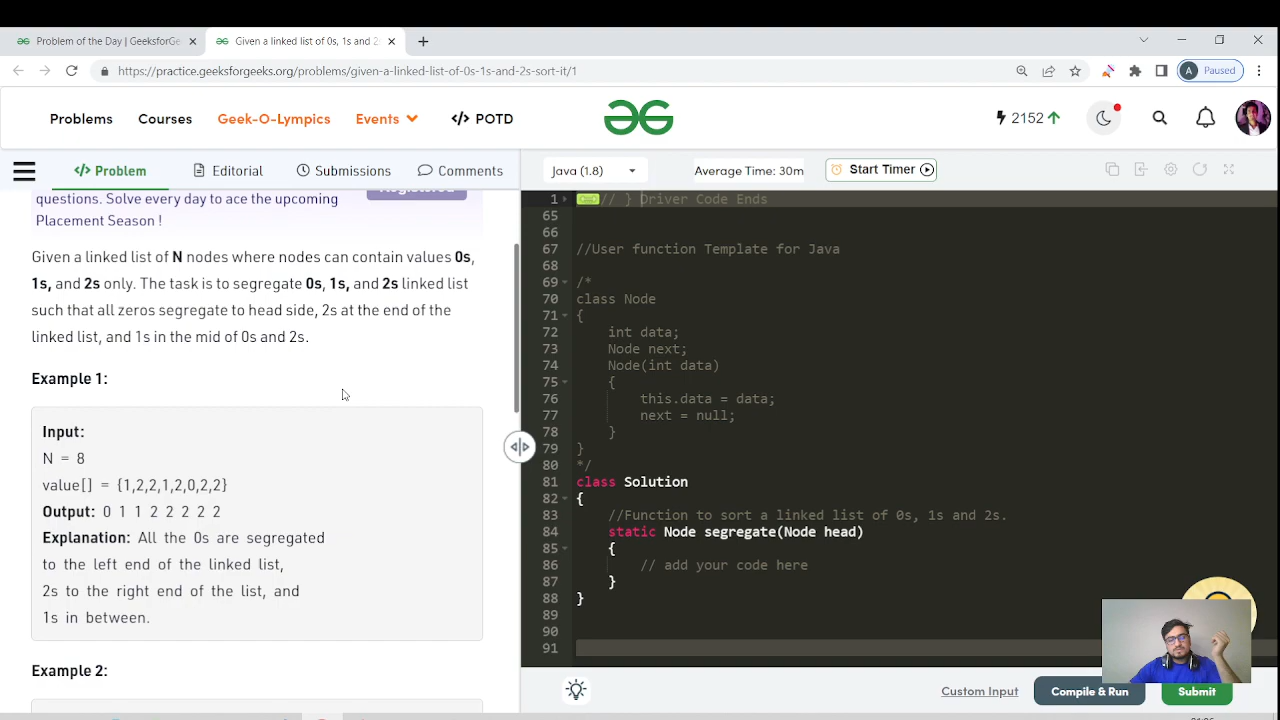 Problem of the Day | GeeksforGe
Given a linked list of 0s, 1s and 2s
https://practice.geeksforgeeks.org/problems/given-a-linked-list-of-0s-1s-and-2s-sort-it/1
A Paused
Problems Courses Geek-O-Lympics Events </> POTD
2152
</> Problem Editorial Submissions Comments
Java (1.8) Average Time: 30m Start Timer
questions. Solve every day to ace the upcoming
Registered
Placement Season !
Given a linked list of N nodes where nodes can contain values 0s,
1s, and 2s only. The task is to segregate 0s, 1s, and 2s linked list
such that all zeros segregate to head side, 2s at the end of the
linked list, and 1s in the mid of 0s and 2s.
Example 1:
Input:
N = 8
value[] = {1,2,2,1,2,0,2,2}
Output: 0 1 1 2 2 2 2 2
Explanation: All the 0s are segregated
to the left end of the linked list,
2s to the right end of the list, and
1s in between.
Example 2:
1 // } Driver Code Ends
65
66
67 //User function Template for Java
68
69 /*
70 class Node
71 {
72 int data;
73 Node next;
74 Node(int data)
75 {
76 this.data = data;
77 next = null;
78 }
79 }
80 */
81 class Solution
82 {
83 //Function to sort a linked list of 0s, 1s and 2s.
84 static Node segregate(Node head)
85 {
86 // add your code here
87 }
88 }
89
90
91
Custom Input Compile & Run Submit